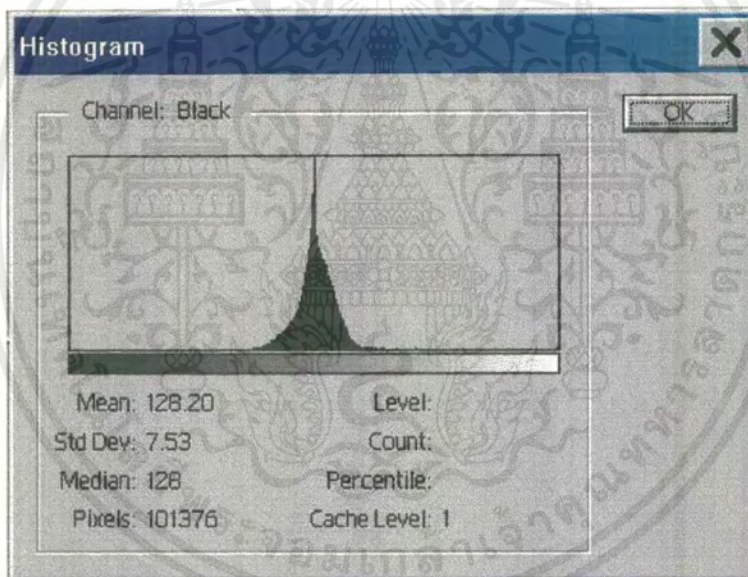 Histogram
Channel: Black
OK
Mean: 128.20
Level:
Std Dev: 7.53
Count:
Median: 128
Percentile:
Pixels: 101376
Cache Level: 1